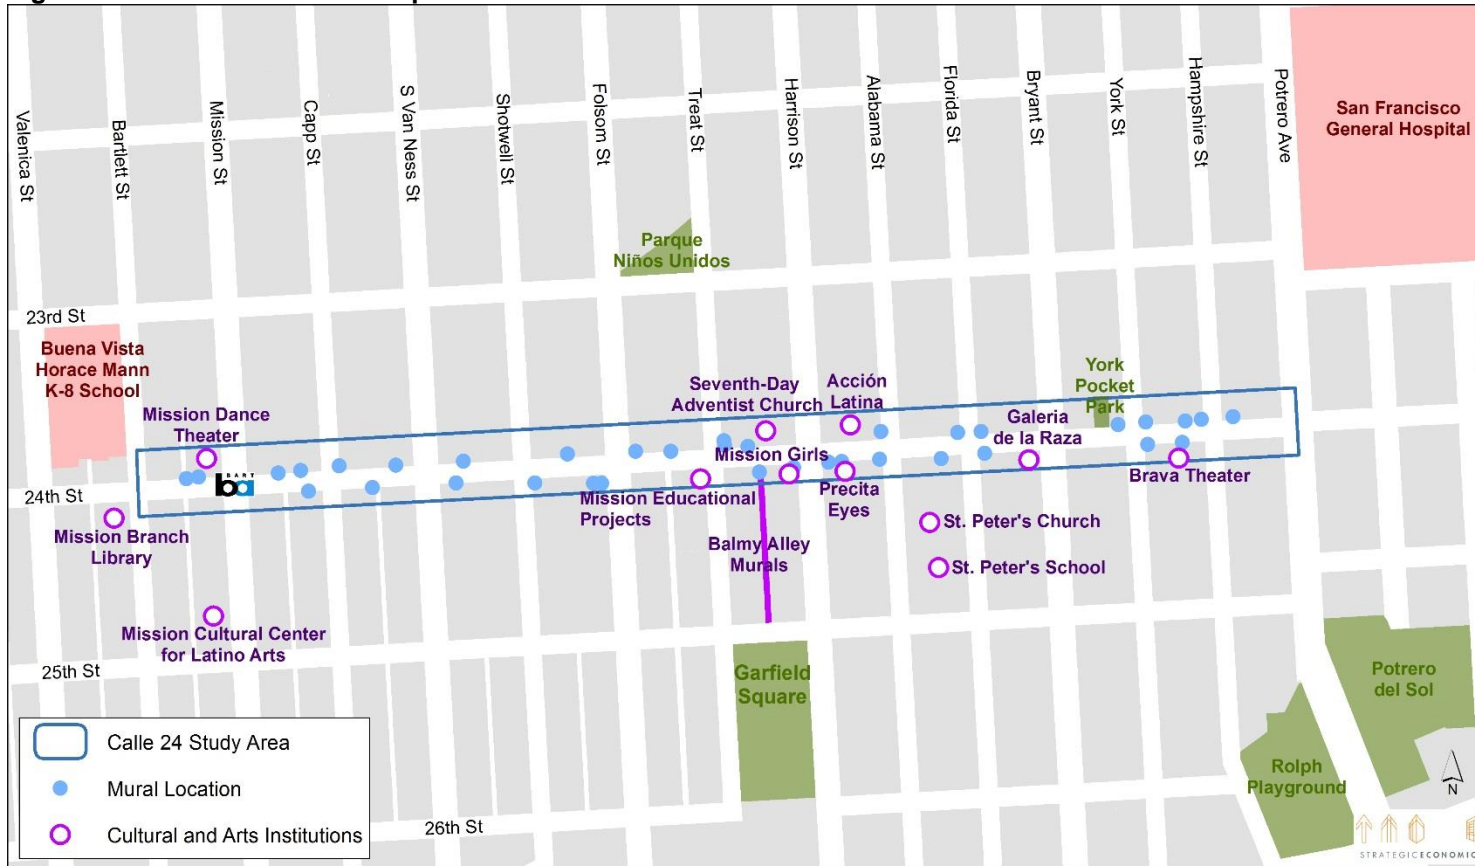 Valenica St
Bartlett St
Mission St
Capp St
S Van Ness St
Shotwell St
Folsom St
Treat St
Harrison St
Alabama St
Florida St
Bryant St
York St
Hampshire St
Potrero Ave
San Francisco
General Hospital
Parque
Niños Unidos
23rd St
Buena Vista
Horace Mann
K-8 School
Mission Dance
Theater
Seventh-Day
Adventist Church
Acción
Latina
York
Pocket
Park
Galeria
de la Raza
Mission Girls
BART
ba
24th St
Mission Branch
Library
Mission Educational
Projects
Precita
Eyes
Brava Theater
Balmy Alley
Murals
St. Peter's Church
St. Peter's School
Mission Cultural Center
for Latino Arts
25th St
Garfield
Square
Potrero
del Sol
Rolph
Playground
26th St
Calle 24 Study Area
Mural Location
Cultural and Arts Institutions
N
STRATEGICECONOMIC